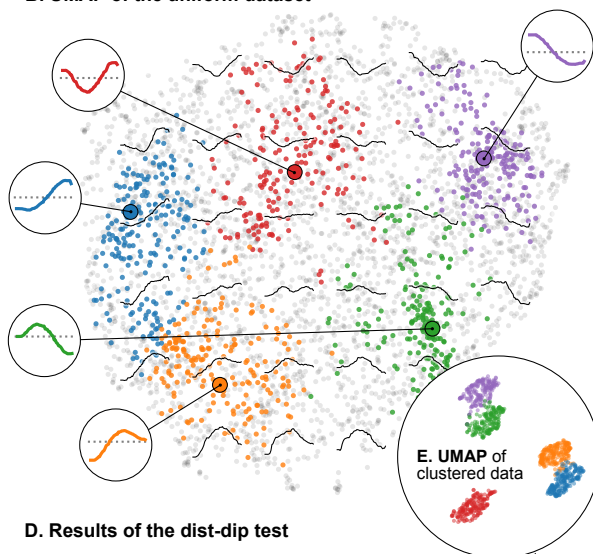 B. UMAP of the uniform dataset
E. UMAP of
clustered data
D. Results of the dist-dip test